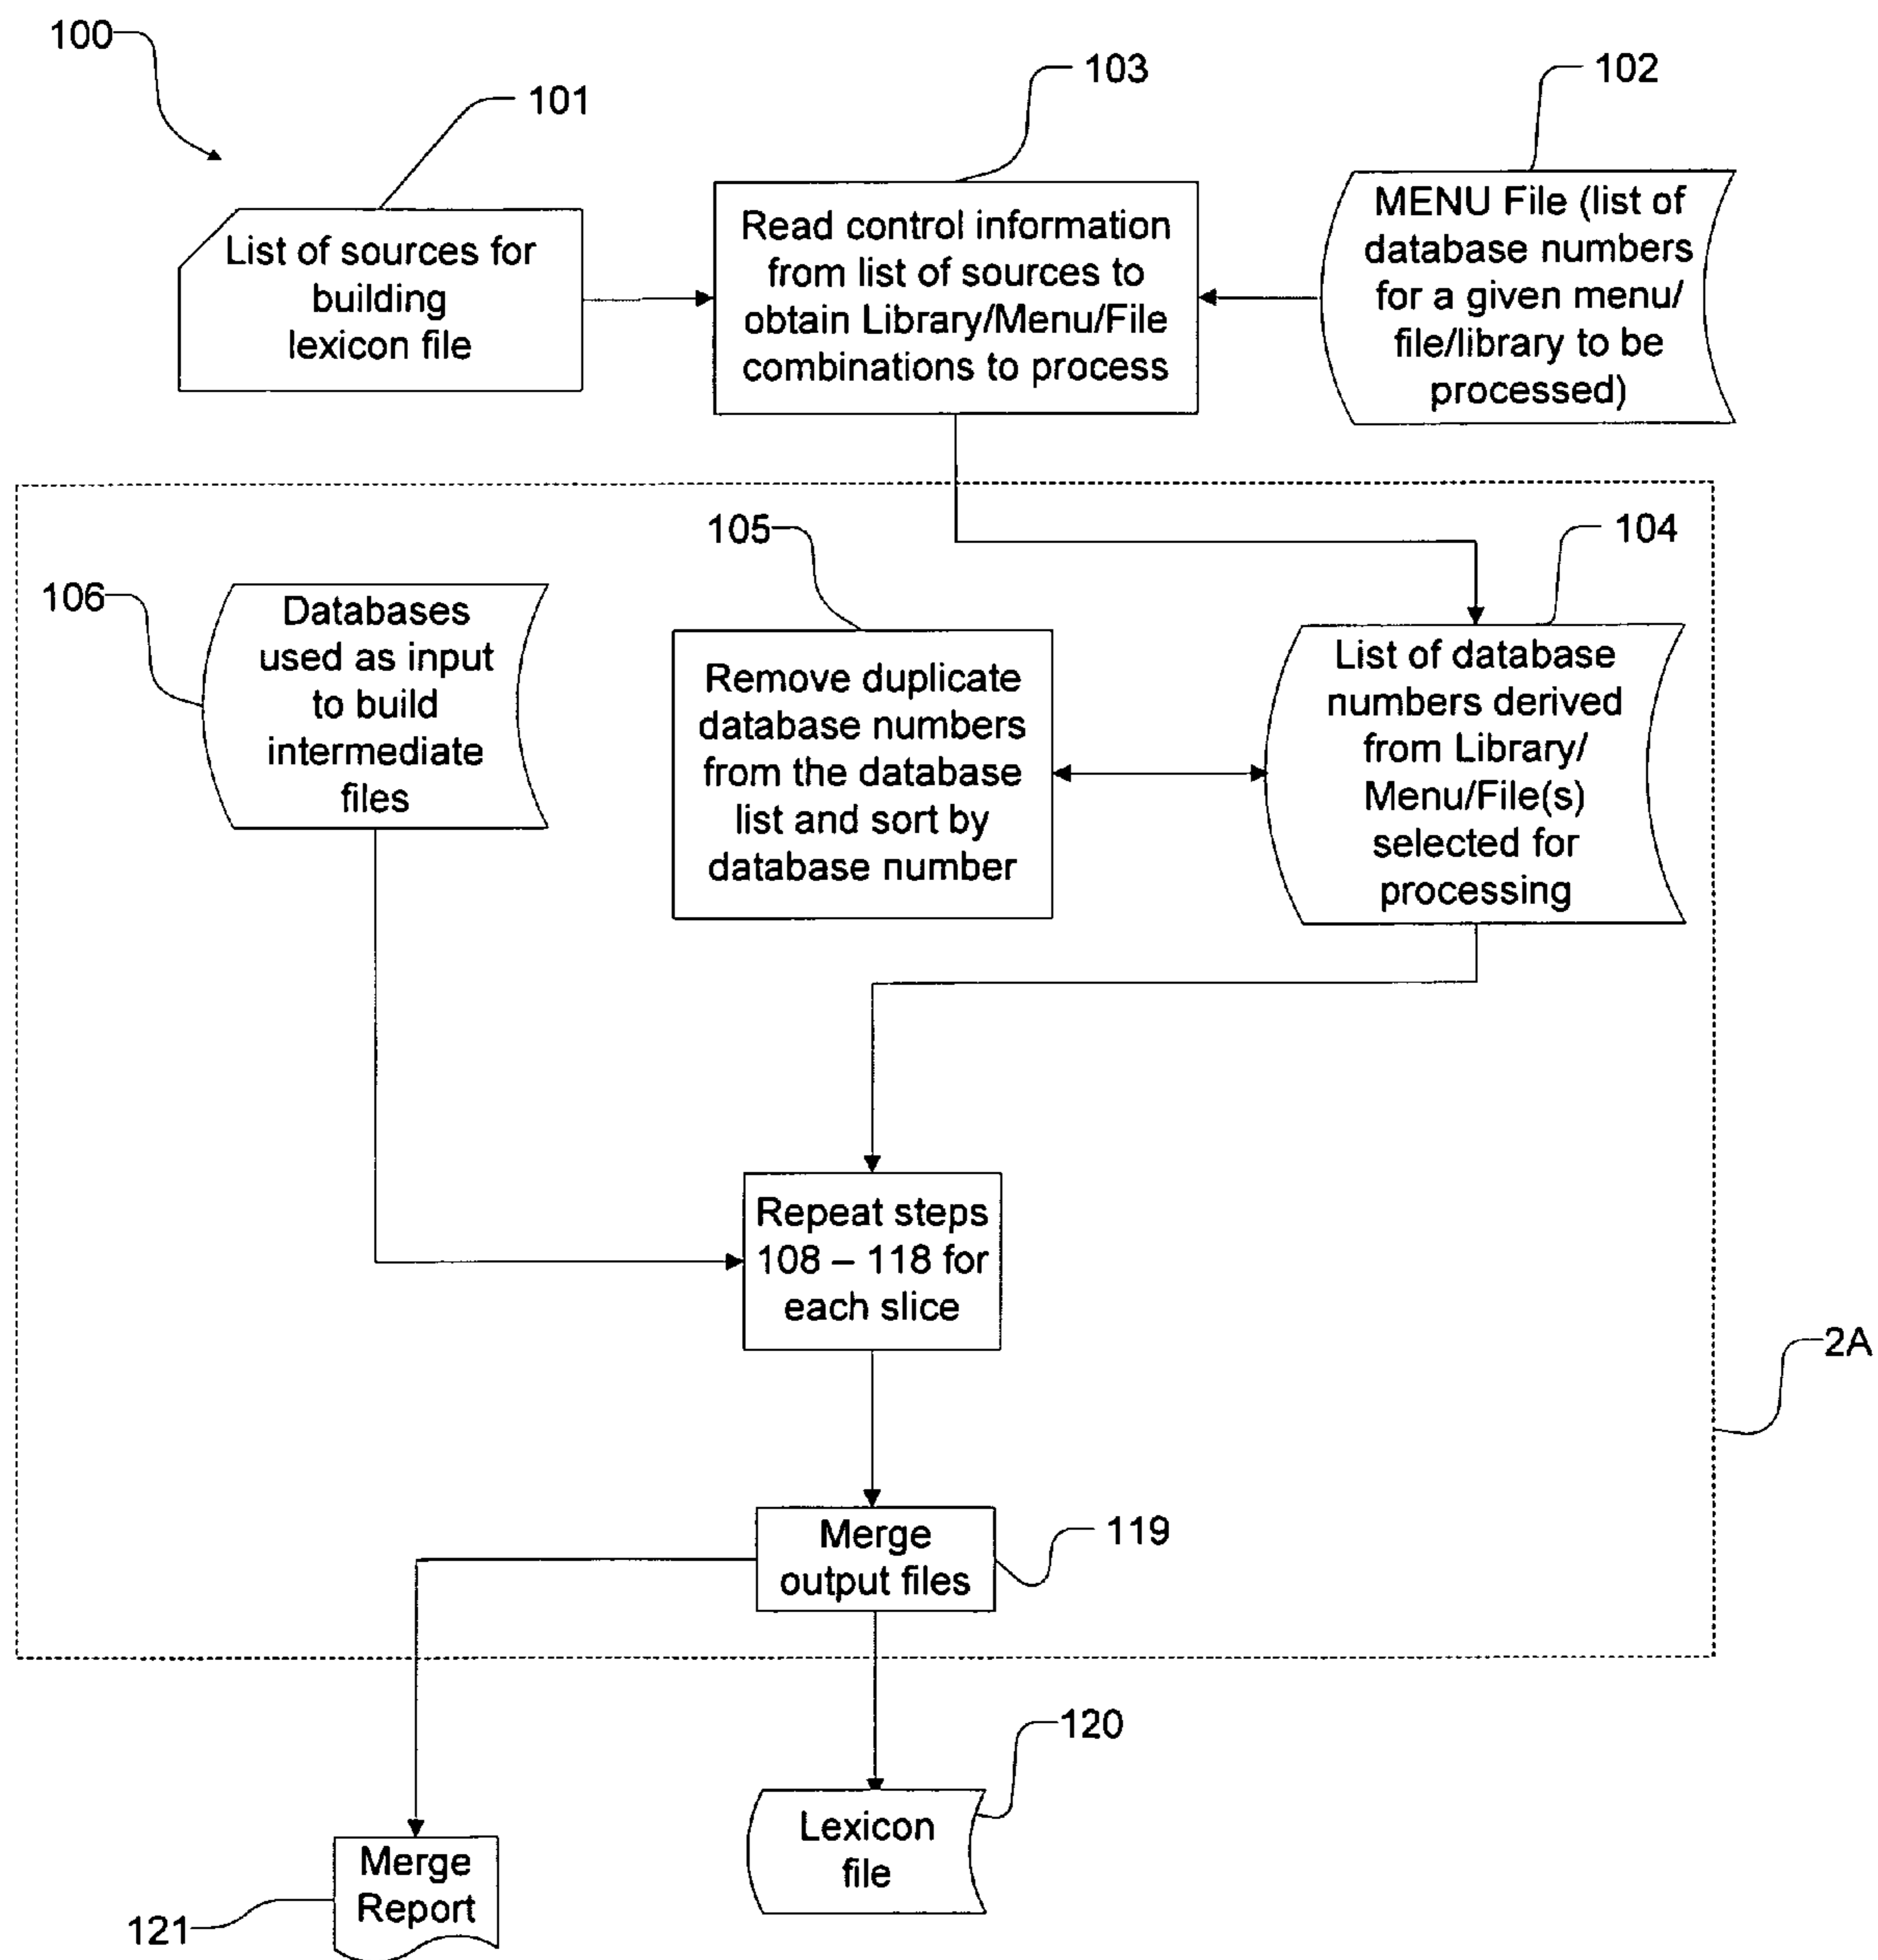 100
103
102
101
List of sources for
building
lexicon file
Read control information
from list of sources to
obtain Library/Menu/File
combinations to process
MENU File (list of
database numbers
for a given menu/
file/library to be
processed)
105
104
106
Databases
used as input
to build
intermediate
files
Remove duplicate
database numbers
from the database
list and sort by
database number
List of database
numbers derived
from Library/
Menu/File(s)
selected for
processing
Repeat steps
108 – 118 for
each slice
2A
Merge
output files
119
120
Lexicon
file
Merge
Report
121